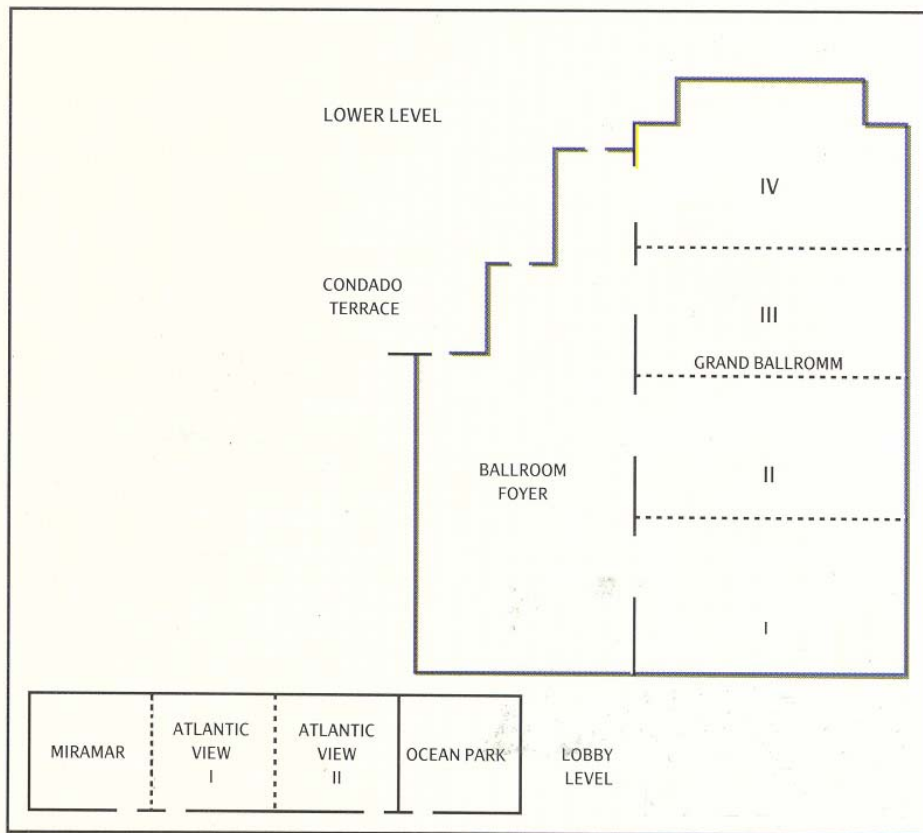 LOWER LEVEL
IV
CONDADO
TERRACE
III
GRAND BALLROMM
BALLROOM
FOYER
II
I
MIRAMAR
ATLANTIC
VIEW
I
ATLANTIC
VIEW
II
OCEAN PARK
LOBBY
LEVEL